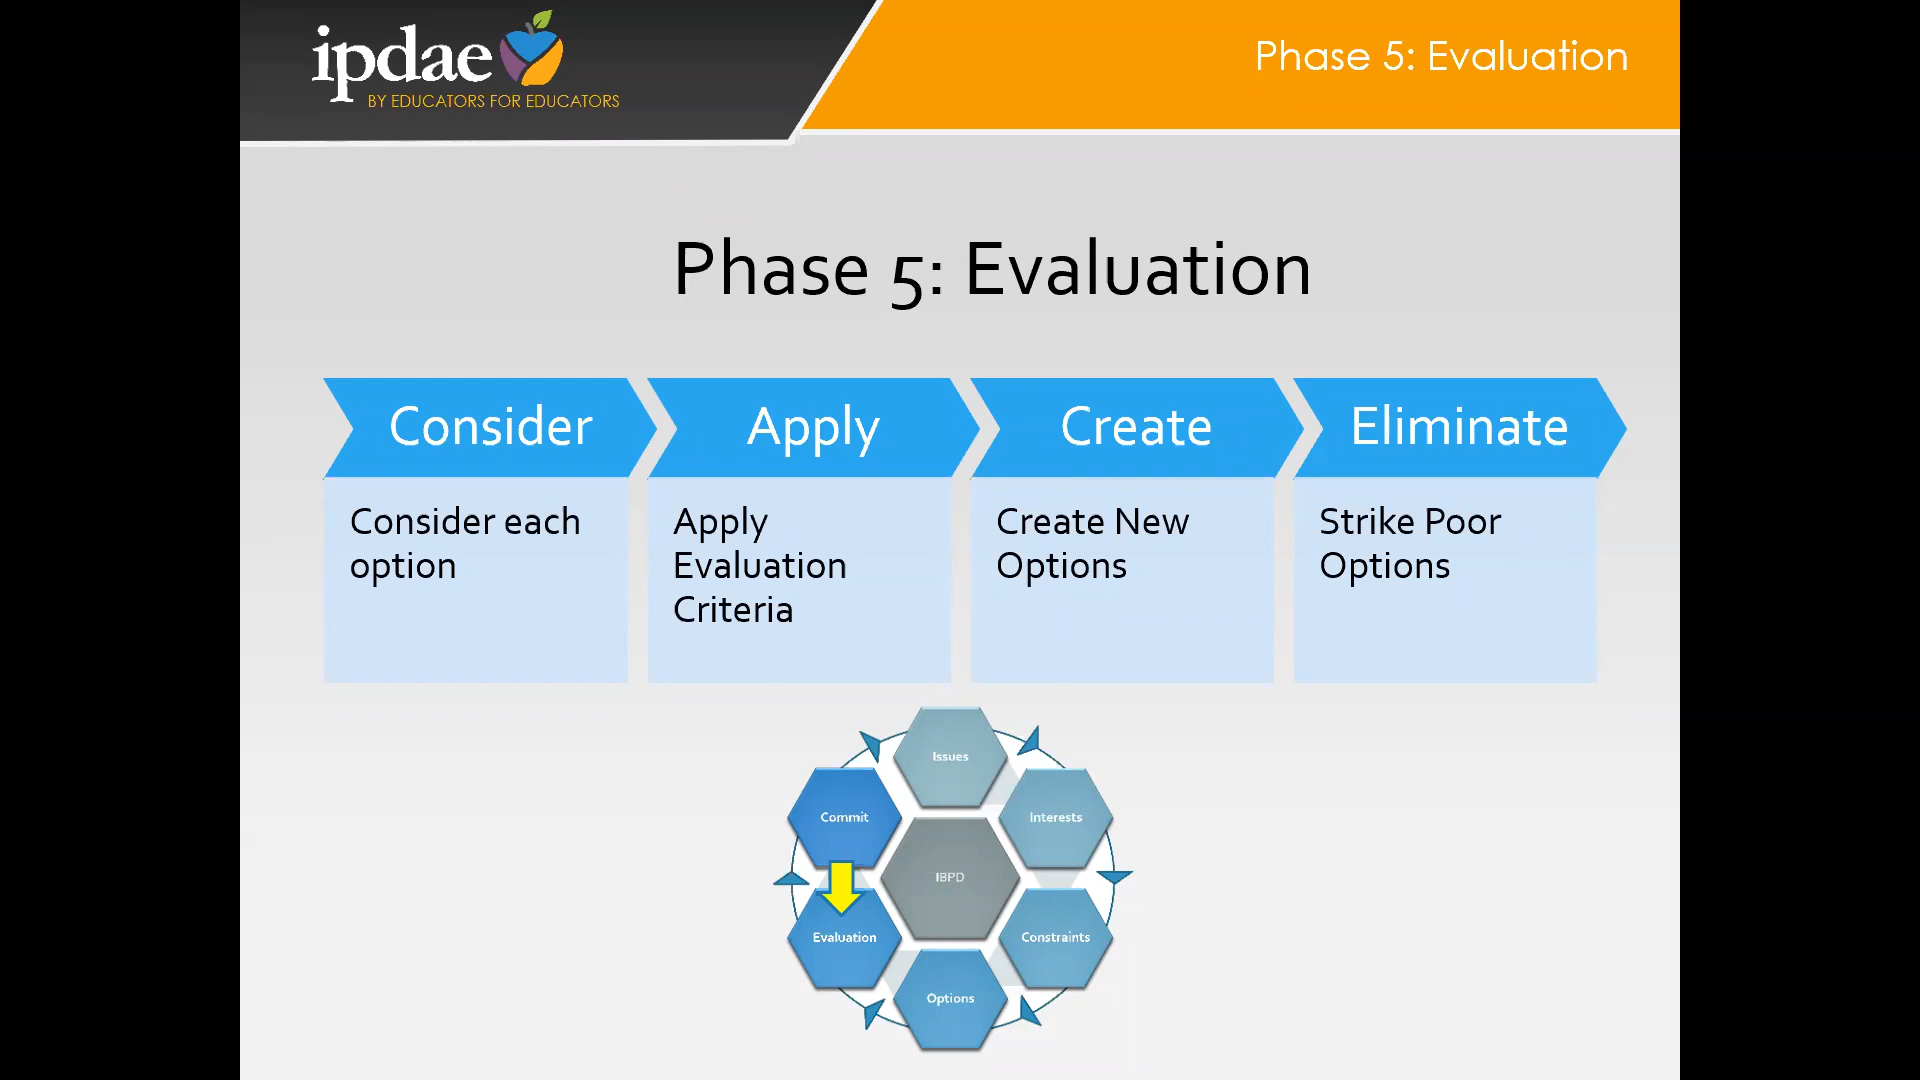 ipdae
BY EDUCATORS FOR EDUCATORS
Phase 5: Evaluation
Phase 5: Evaluation
Consider
Apply
Create
Eliminate
Consider each
option
Apply
Evaluation
Criteria
Create New
Options
Strike Poor
Options
Issues
Commit
Interests
IBPD
Evaluation
Constraints
Options